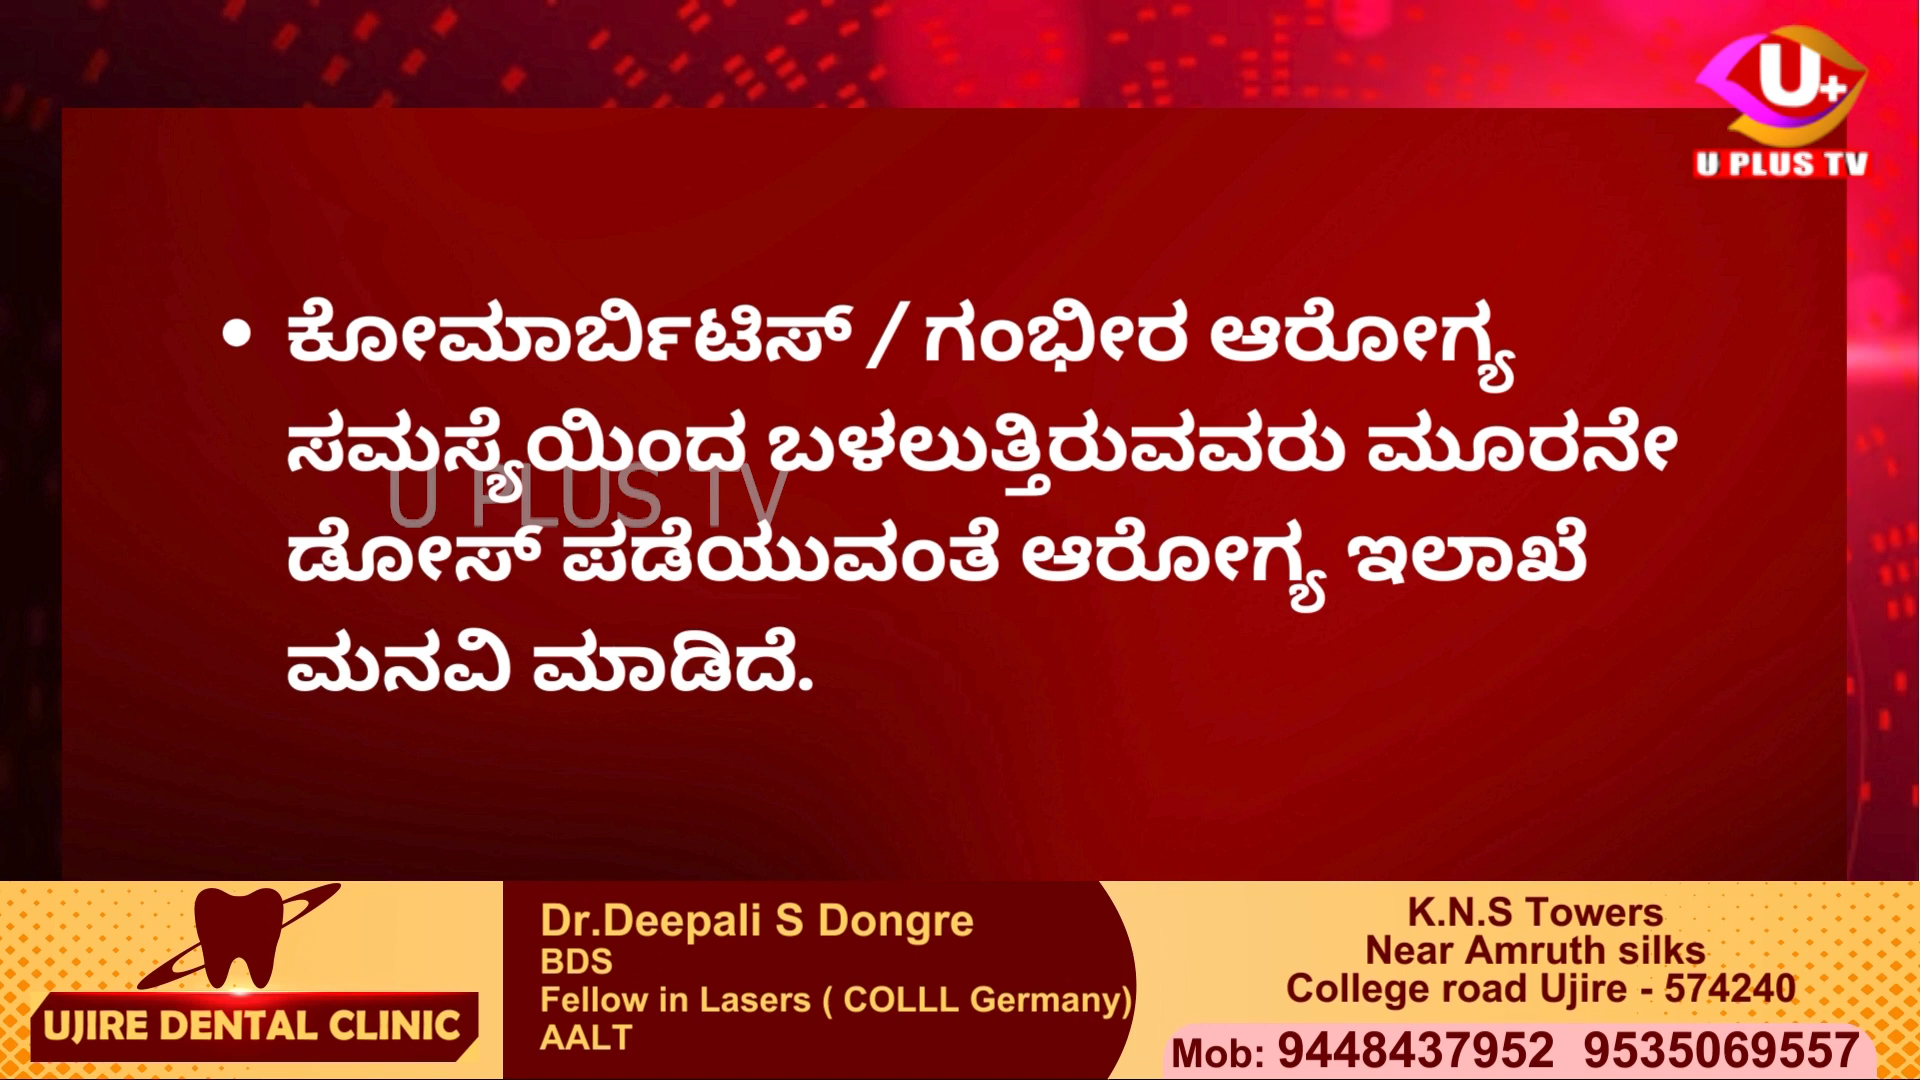 U+
U PLUS TV
• ಕೋಮಾರ್ಬಿಟಿಸ್ / ಗಂಭೀರ ಆರೋಗ್ಯ
ಸಮಸ್ಯೆಯಿಂದ ಬಳಲುತ್ತಿರುವವರು ಮೂರನೇ
U PLUS TV
ಡೋಸ್ ಪಡೆಯುವಂತೆ ಆರೋಗ್ಯ ಇಲಾಖೆ
ಮನವಿ ಮಾಡಿದೆ.
UJIRE DENTAL CLINIC
Dr.Deepali S Dongre
BDS
Fellow in Lasers ( COLLL Germany)
AALT
K.N.S Towers
Near Amruth silks
College road Ujire - 574240
Mob: 9448437952 9535069557